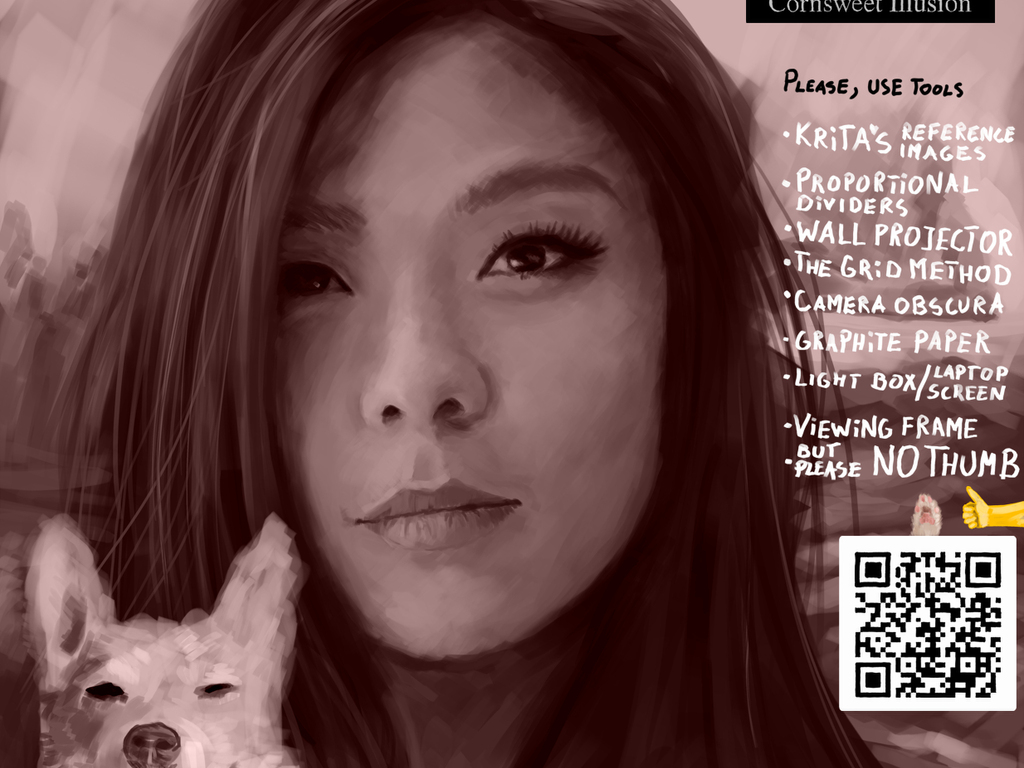 Cornsweet Illusion
PLEASE, USE TOOLS
• KRiTA'S REFERENCE
IMAGES
• PROPORTIONAL
DiViDERS
• WALL PROJECTOR
• THE GRiD METHOD
• CAMERA OBSCURA
• GRAPHiTE PAPER
• LIGHT BOX/LAPTOP
SCREEN
• ViEWiNG FRAME
• BUT
PLEASE NO THUMB